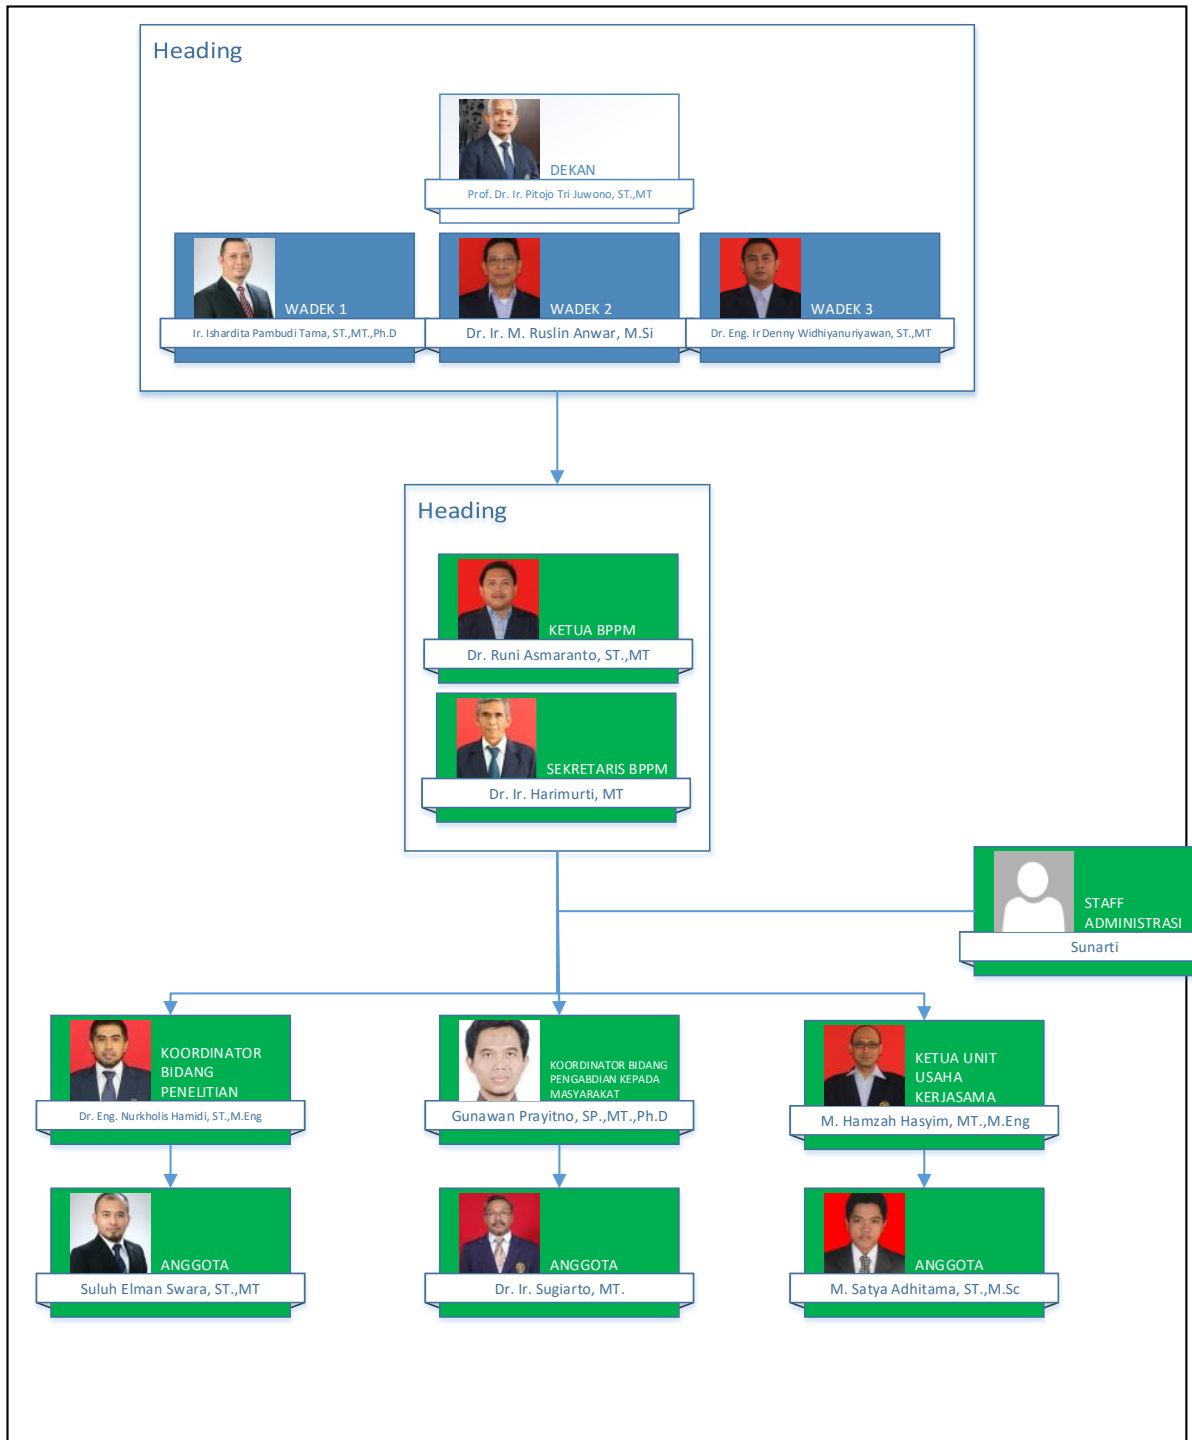 Heading
DEKAN
Prof. Dr. Ir. Pitojo Tri Juwono, ST.,MT
WADEK 1
Ir. Ishardita Pambudi Tama, ST.,MT.,Ph.D
WADEK 2
Dr. Ir. M. Ruslin Anwar, M.Si
WADEK 3
Dr. Eng. Ir Denny Widhiyanuriyawan, ST.,MT
Heading
KETUA BPPM
Dr. Runi Asmaranto, ST.,MT
SEKRETARIS BPPM
Dr. Ir. Harimurti, MT
STAFF
ADMINISTRASI
Sunarti
KOORDINATOR
BIDANG
PENELITIAN
Dr. Eng. Nurkholis Hamidi, ST.,M.Eng
KOORDINATOR BIDANG
PENGABDIAN KEPADA
MASYARAKAT
Gunawan Prayitno, SP.,MT.,Ph.D
KETUA UNIT
USAHA
KERJASAMA
M. Hamzah Hasyim, MT.,M.Eng
ANGGOTA
Suluh Elman Swara, ST.,MT
ANGGOTA
Dr. Ir. Sugiarto, MT.
ANGGOTA
M. Satya Adhitama, ST.,M.Sc